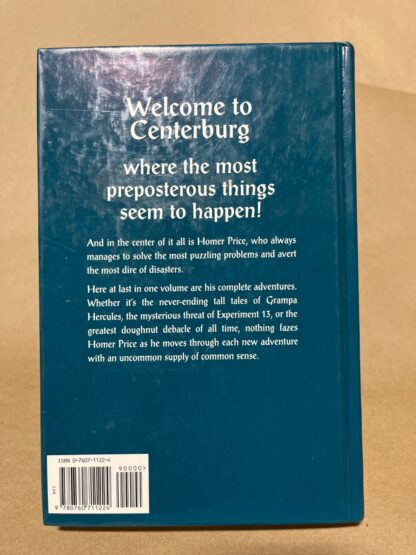 Welcome to
Centerburg
where the most
preposterous things
seem to happen!
And in the center of it all is Homer Price, who always
manages to solve the most puzzling problems and avert
the most dire of disasters.
Here at last in one volume are his complete adventures.
Whether it's the never-ending tall tales of Grampa
Hercules, the mysterious threat of Experiment 13, or the
greatest doughnut debacle of all time, nothing fazes
Homer Price as he moves through each new adventure
with an uncommon supply of common sense.
ISBN 0-7607-1122-4
90000>
9 780760 711224